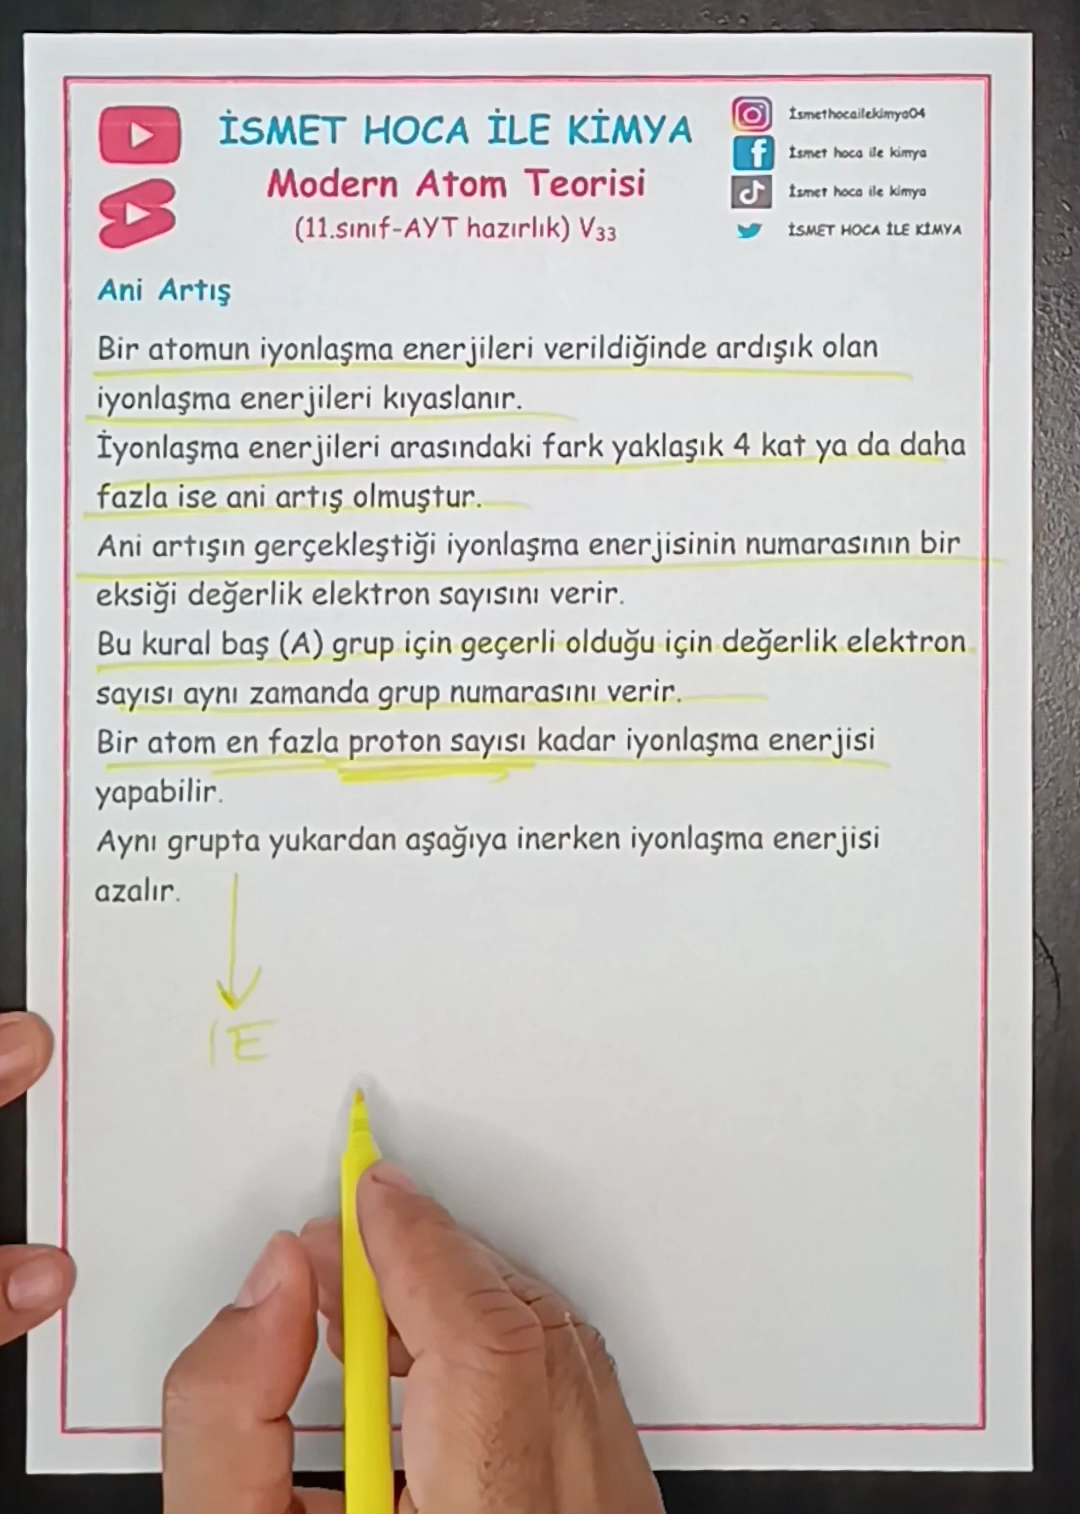 İSMET HOCA İLE KİMYA
Modern Atom Teorisi
(11.sınıf-AYT hazırlık) V33
İsmethocailekimya04
İsmet hoca ile kimya
İsmet hoca ile kimya
İSMET HOCA İLE KİMYA
Ani Artış
Bir atomun iyonlaşma enerjileri verildiğinde ardışık olan
iyonlaşma enerjileri kıyaslanır.
İyonlaşma enerjileri arasındaki fark yaklaşık 4 kat ya da daha
fazla ise ani artış olmuştur.
Ani artışın gerçekleştiği iyonlaşma enerjisinin numarasının bir
eksiği değerlik elektron sayısını verir.
Bu kural baş (A) grup için geçerli olduğu için değerlik elektron
sayısı aynı zamanda grup numarasını verir.
Bir atom en fazla proton sayısı kadar iyonlaşma enerjisi
yapabilir.
Aynı grupta yukardan aşağıya inerken iyonlaşma enerjisi
azalır.
IE